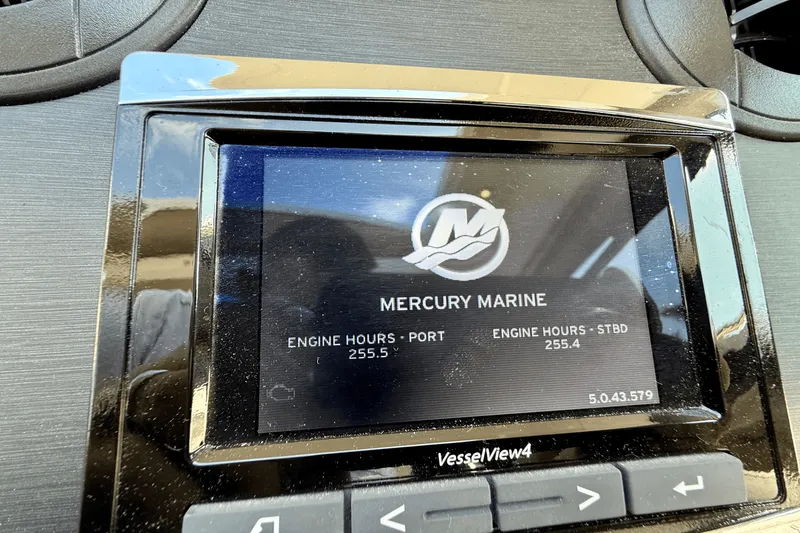 MERCURY MARINE
ENGINE HOURS - PORT
255.5
ENGINE HOURS - STBD
255.4
5.0.43.579
VesselView4